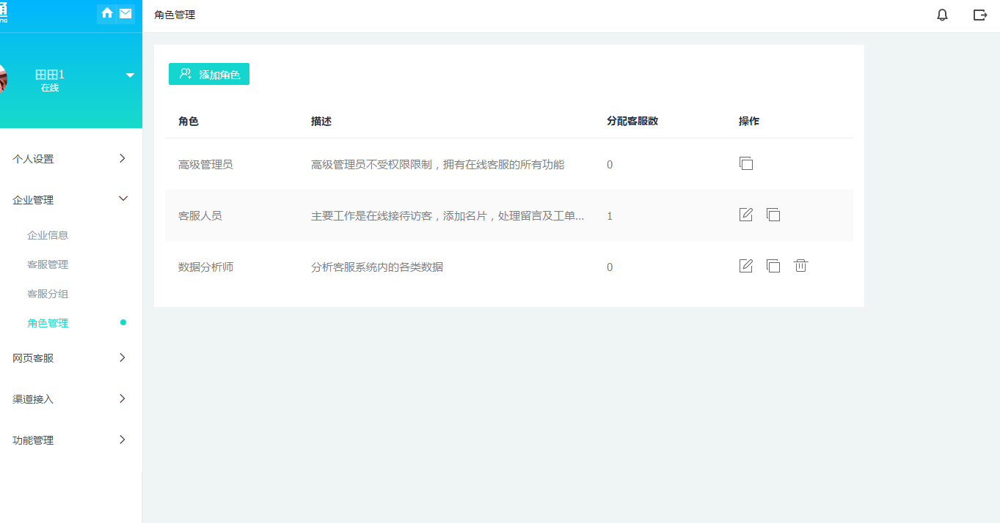 通
角色管理
田田1
在线
添加角色
角色 描述 分配客服数 操作
高级管理员 高级管理员不受权限限制，拥有在线客服的所有功能 0
客服人员 主要工作是在线接待访客，添加名片，处理留言及工单... 1
数据分析师 分析客服系统内的各类数据 0
个人设置
企业管理
企业信息
客服管理
客服分组
角色管理
网页客服
渠道接入
功能管理